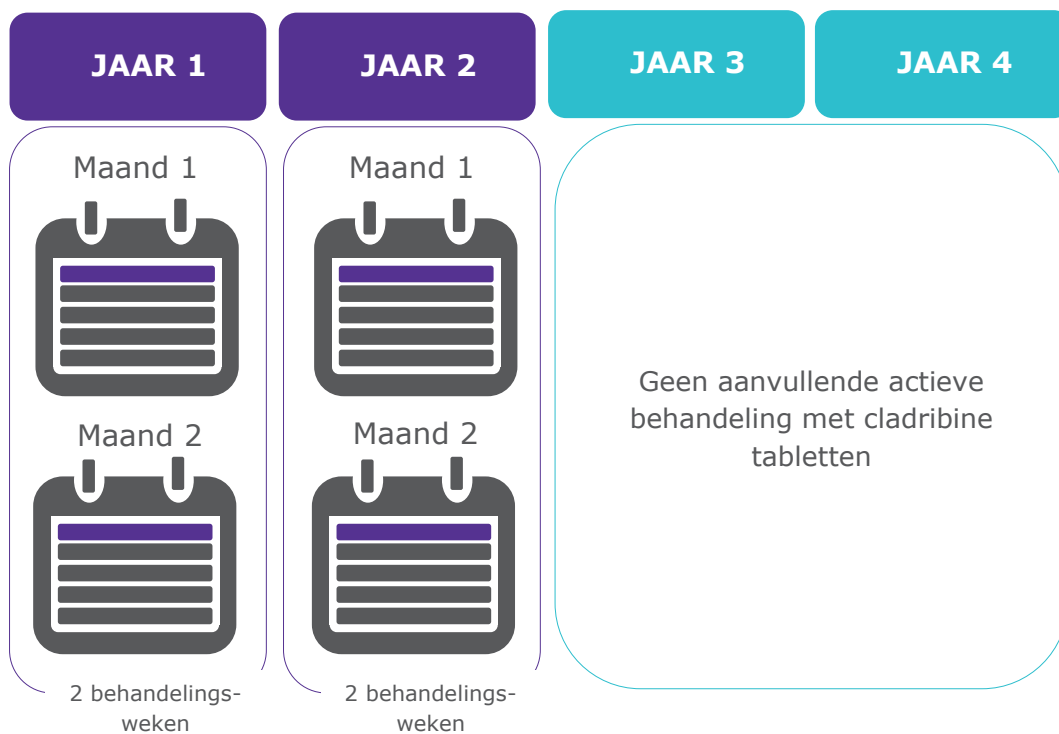 JAAR 1
JAAR 2
JAAR 3
JAAR 4
Maand 1
Maand 2
2 behandelings-
weken
Maand 1
Maand 2
2 behandelings-
weken
Geen aanvullende actieve
behandeling met cladribine
tabletten